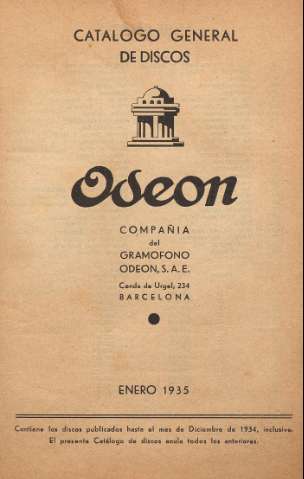 CATALOGO GENERAL
DE DISCOS
Odeon
COMPAÑIA
del
GRAMOFONO
ODEON, S. A. E.
Conde de Urgel, 234
BARCELONA
ENERO 1935
Contiene los discos publicados hasta el mes de Diciembre de 1934, inclusive.
El presente Catálogo de discos anula todos los anteriores.